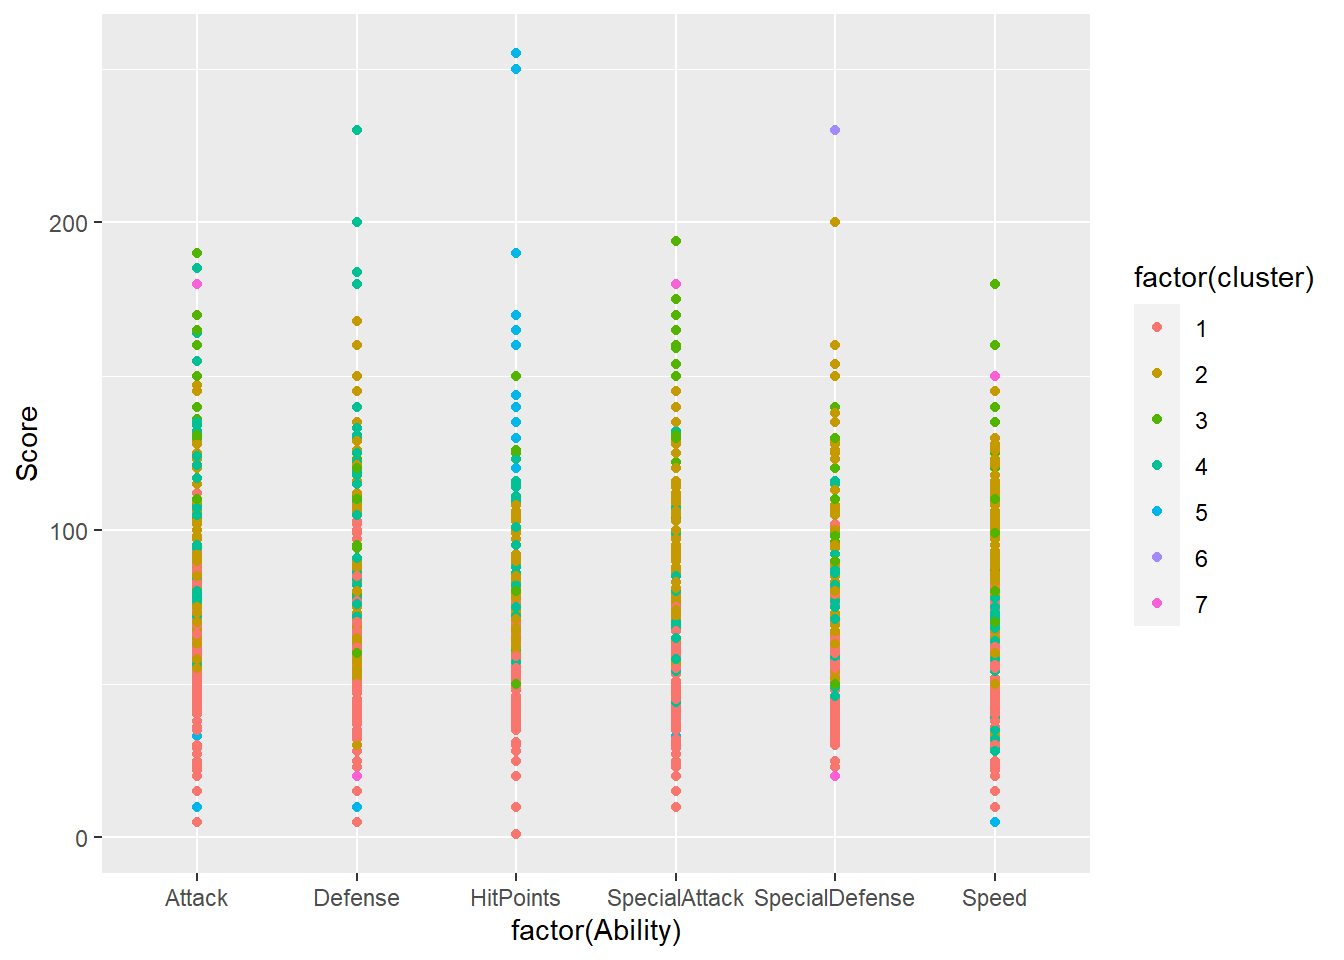 Score
200
100
0
Attack
Defense
HitPoints
SpecialAttack
SpecialDefense
Speed
factor(Ability)
factor(cluster)
1
2
3
4
5
6
7